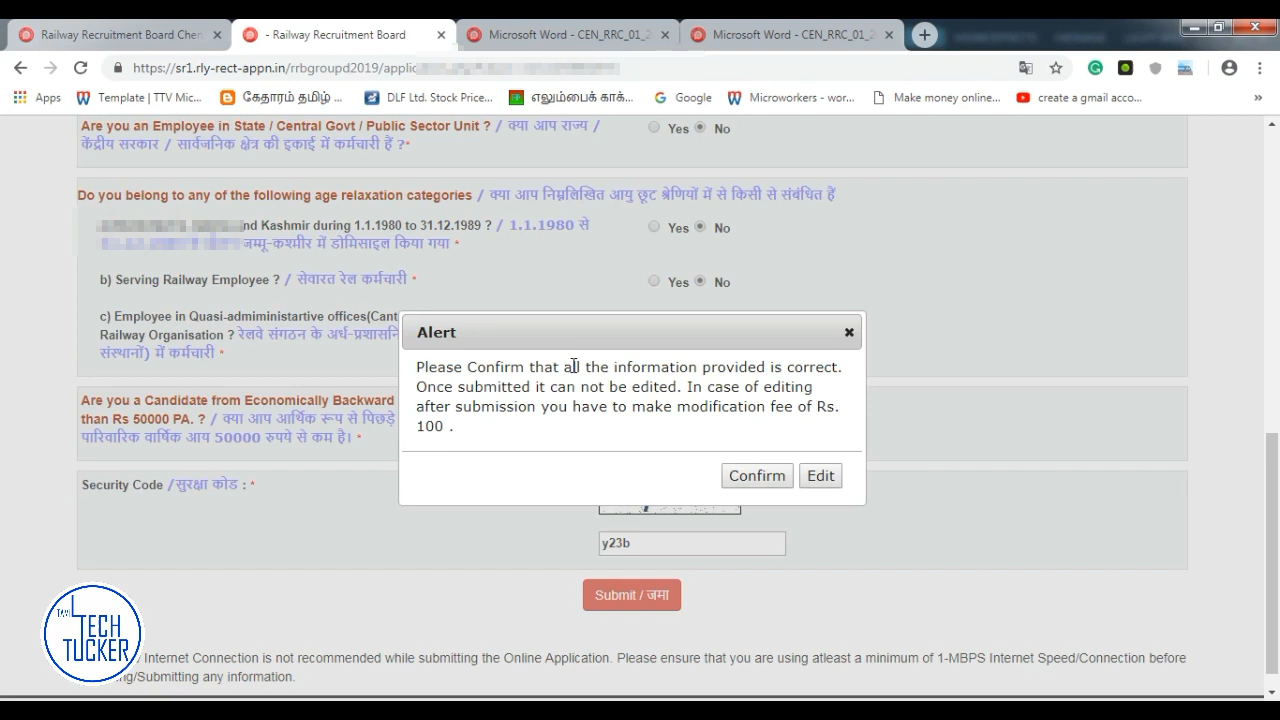 Railway Recruitment Board Chen
- Railway Recruitment Board
Microsoft Word - CEN_RRC_01_2
Microsoft Word - CEN_RRC_01_2
https://sr1.rly-rect-appn.in/rrbgroupd2019/applic
Apps
Template | TTV Mic...
கேதாரம் தமிழ் ...
DLF Ltd. Stock Price...
எலும்பைக் காக்...
Google
Microworkers - wor...
Make money online...
create a gmail acco...
»
Are you an Employee in State / Central Govt / Public Sector Unit ? / क्या आप राज्य /
केंद्रीय सरकार / सार्वजनिक क्षेत्र की इकाई में कर्मचारी हैं ?*
Yes No
Do you belong to any of the following age relaxation categories / क्या आप निम्नलिखित आयु छूट श्रेणियों में से किसी से संबंधित हैं
nd Kashmir during 1.1.1980 to 31.12.1989 ? / 1.1.1980 से
जम्मू-कश्मीर में डोमिसाइल किया गया *
Yes No
b) Serving Railway Employee ? / सेवारत रेल कर्मचारी *
Yes No
c) Employee in Quasi-admiministartive offices(Cant
Railway Organisation ? रेलवे संगठन के अर्ध-प्रशासनि
संस्थानों) में कर्मचारी *
Alert
Please Confirm that all the information provided is correct.
Once submitted it can not be edited. In case of editing
after submission you have to make modification fee of Rs.
100 .
Confirm
Edit
Are you a Candidate from Economically Backward
than Rs 50000 PA. ? / क्या आप आर्थिक रूप से पिछड़े
पारिवारिक वार्षिक आय 50000 रुपये से कम है। *
Security Code /सुरक्षा कोड : *
y23b
Submit / जमा
TAMIL
TECH
TUCKER
/ Internet Connection is not recommended while submitting the Online Application. Please ensure that you are using atleast a minimum of 1-MBPS Internet Speed/Connection before
ng/Submitting any information.